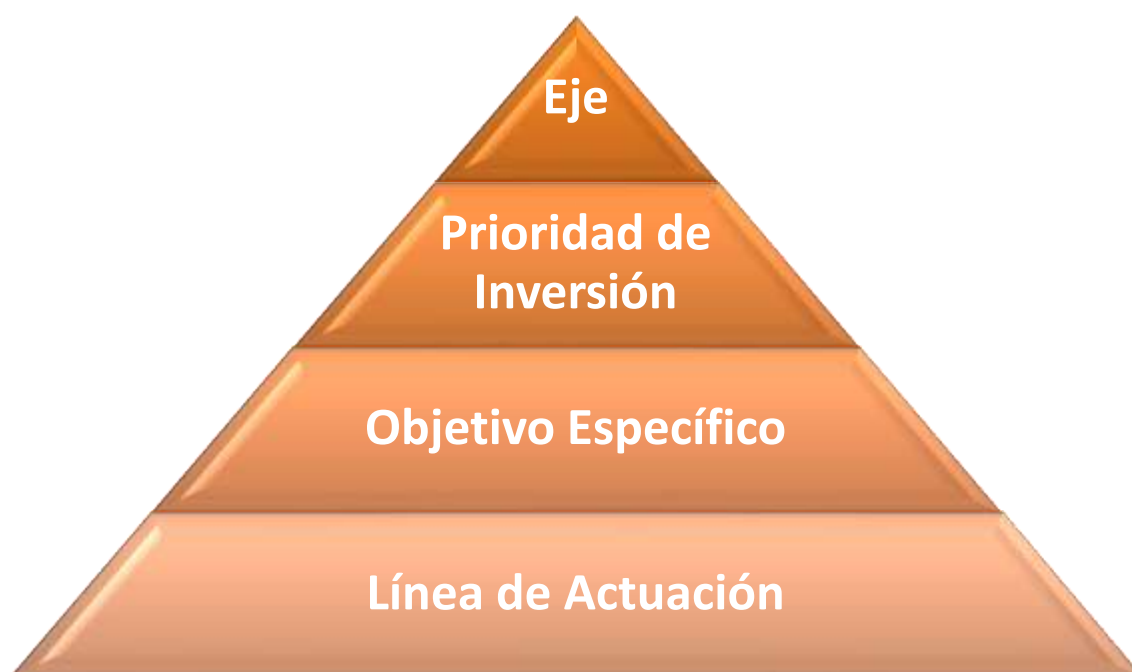 Eje
Prioridad de
Inversión
Objetivo Específico
Línea de Actuación